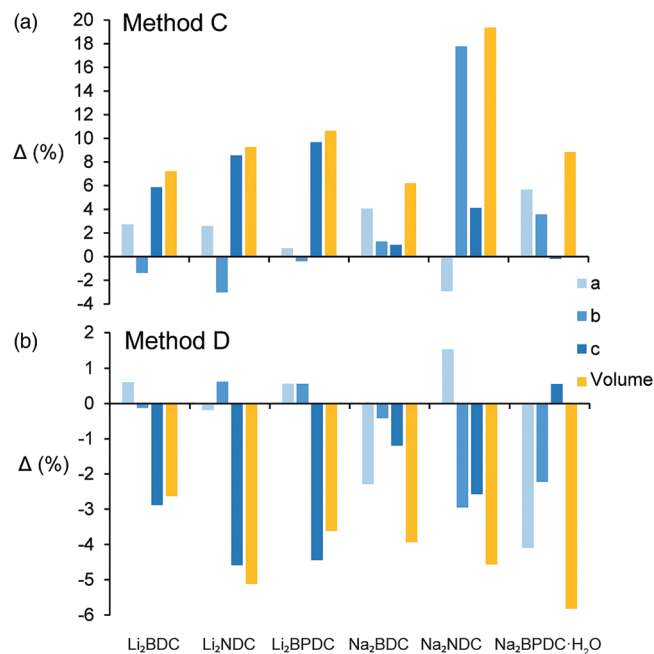 (a) Method C
20
18
16
14
12
10
8
6
4
2
0
-2
-4
Δ (%)
a
b
c
Volume
(b) Method D
2
1
0
-1
-2
-3
-4
-5
-6
Δ (%)
Li₂BDC Li₂NDC Li₂BPDC Na₂BDC Na₂NDC Na₂BPDC·H₂O